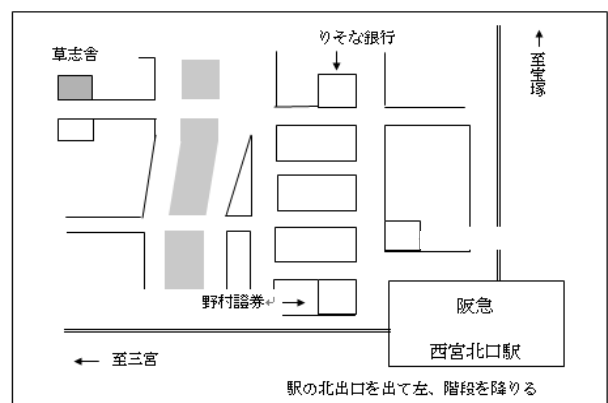 りそな銀行
草志舎
↑
至宝塚
↓
野村證券 →
阪急
西宮北口駅
← 至三宮
駅の北出口を出て左、階段を降りる